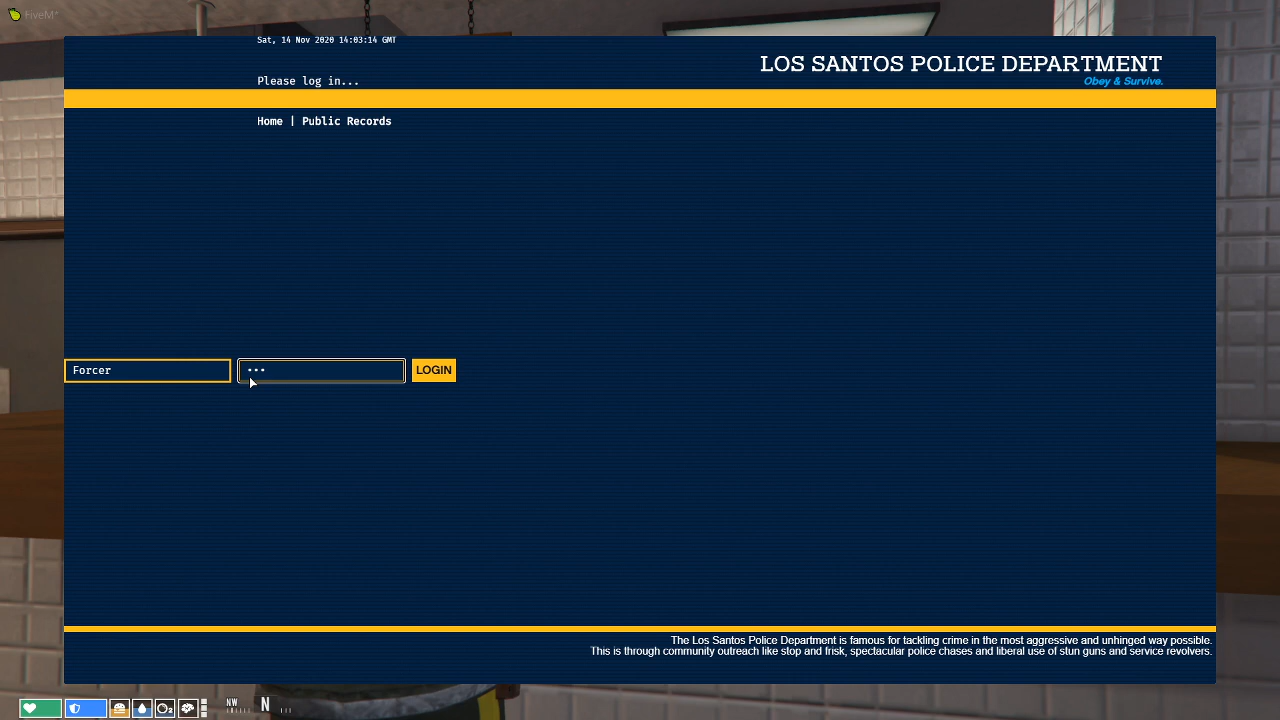 FiveM*
Sat, 14 Nov 2020 14:03:14 GMT
LOS SANTOS POLICE DEPARTMENT
Please log in...
Obey & Survive.
Home | Public Records
Forcer
•••
LOGIN
The Los Santos Police Department is famous for tackling crime in the most aggressive and unhinged way possible.
This is through community outreach like stop and frisk, spectacular police chases and liberal use of stun guns and service revolvers.
O2
NW
N